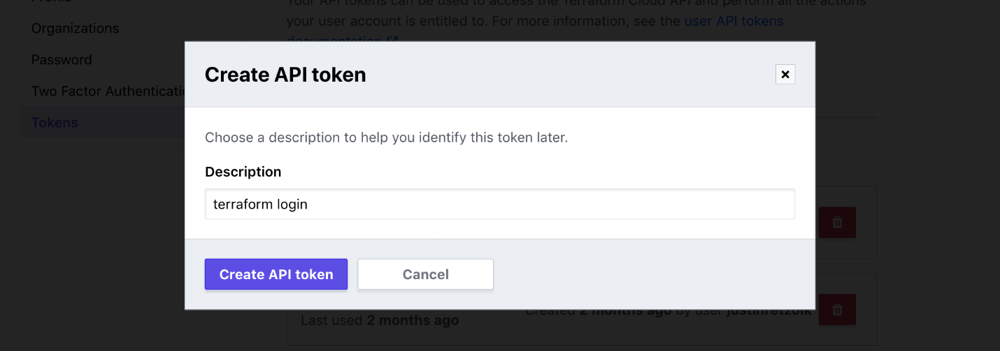 Profile
Your API tokens can be used to access the Terraform Cloud API and perform all the actions
Organizations
your user account is entitled to. For more information, see the user API tokens
documentation
Password
Two Factor Authenticatio
Tokens
Create API token
Choose a description to help you identify this token later.
Description
terraform login
Create API token
Cancel
Created 2 months ago by user justinretzolk
Last used 2 months ago